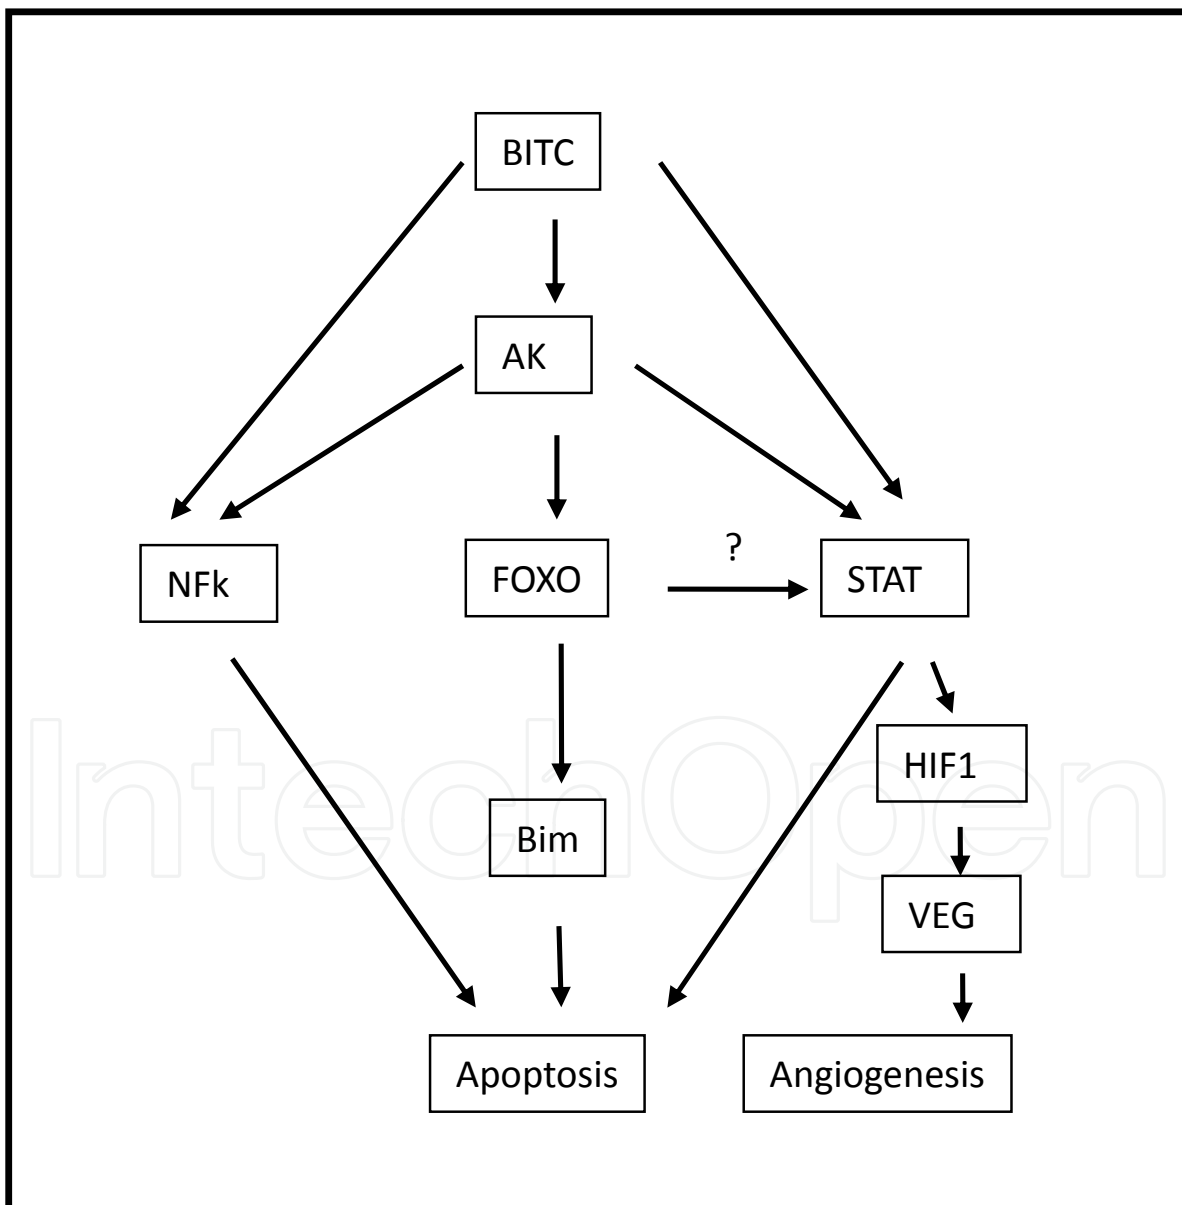 BITC
AK
?
NFk
FOXO
STAT
HIF1
Bim
VEG
Apoptosis
Angiogenesis
IntechOpen